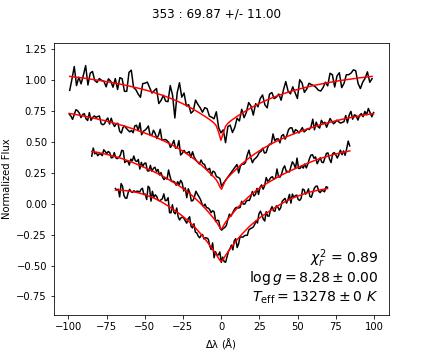 353 : 69.87 +/- 11.00
1.25
1.00
0.75
0.50
0.25
0.00
−0.25
−0.50
−0.75
Normalized Flux
χ²ᵣ = 0.89
log g = 8.28 ± 0.00
T_eff = 13278 ± 0 K
−100 −75 −50 −25 0 25 50 75 100
Δλ (Å)